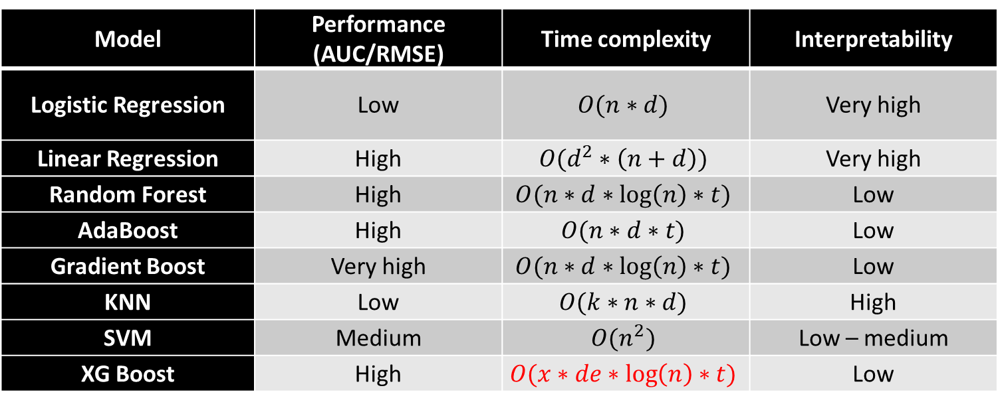 Model Performance (AUC/RMSE) Time complexity Interpretability
Logistic Regression Low O(n ∗ d) Very high
Linear Regression High O(d² ∗ (n + d)) Very high
Random Forest High O(n ∗ d ∗ log(n) ∗ t) Low
AdaBoost High O(n ∗ d ∗ t) Low
Gradient Boost Very high O(n ∗ d ∗ log(n) ∗ t) Low
KNN Low O(k ∗ n ∗ d) High
SVM Medium O(n²) Low – medium
XG Boost High O(x ∗ de ∗ log(n) ∗ t) Low